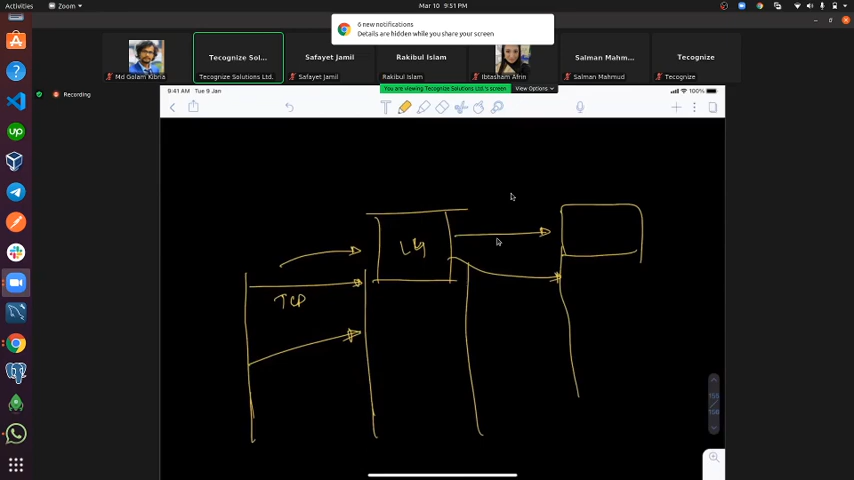 Activities
Zoom
Mar 10 9:51 PM
6 new notifications
Details are hidden while you share your screen
Tecognize Sol...
Safayet Jamil
Rakibul Islam
Salman Mahm...
Tecognize
Md Golam Kibria
Tecognize Solutions Ltd.
Safayet Jamil
Rakibul Islam
Ibtasham Afrin
Salman Mahmud
Tecognize
You are viewing Tecognize Solutions Ltd.'s screen
View Options
Recording
9:41 AM Tue 9 Jan
100%
TCP